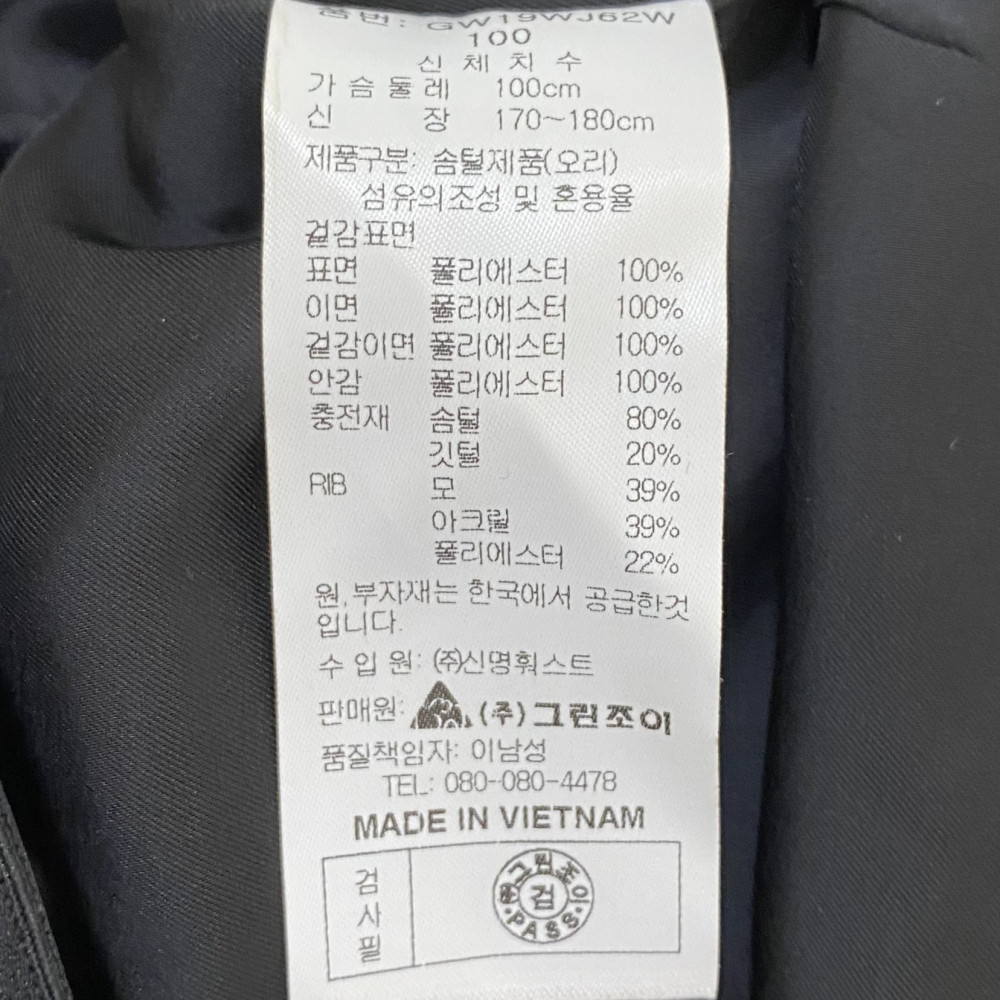 품번: GW19WJ62W
100
신 체 치 수
가 슴 둘 레 100cm
신 장 170~180cm
제품구분: 솜털제품(오리)
섬유의조성 및 혼용율
겉감표면
표면 폴리에스터 100%
이면 폴리에스터 100%
겉감이면 폴리에스터 100%
안감 폴리에스터 100%
충전재 솜털 80%
깃털 20%
RIB 모 39%
아크릴 39%
폴리에스터 22%
원,부자재는 한국에서 공급한것
입니다.
수 입 원: (주)신명훡스트
판매원: (주)그린조이
품질책임자: 이남성
TEL: 080-080-4478
MADE IN VIETNAM
검사필
㈜그린조이
검
·PASS·